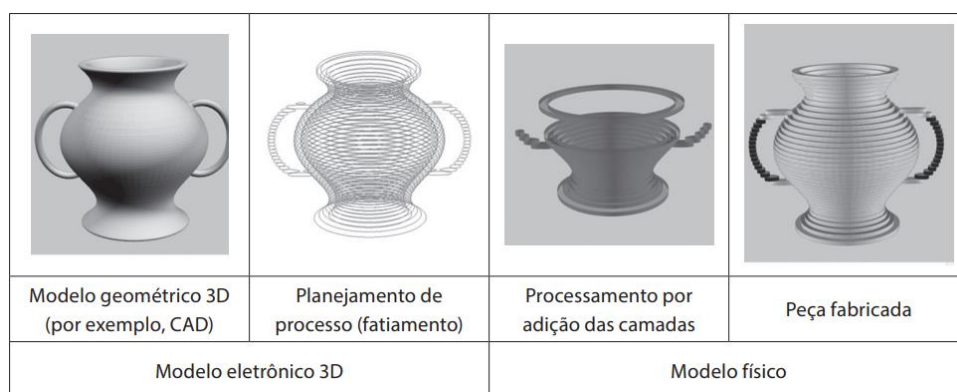 Modelo geométrico 3D
(por exemplo, CAD)
Planejamento de
processo (fatiamento)
Processamento por
adição das camadas
Peça fabricada
Modelo eletrônico 3D
Modelo físico